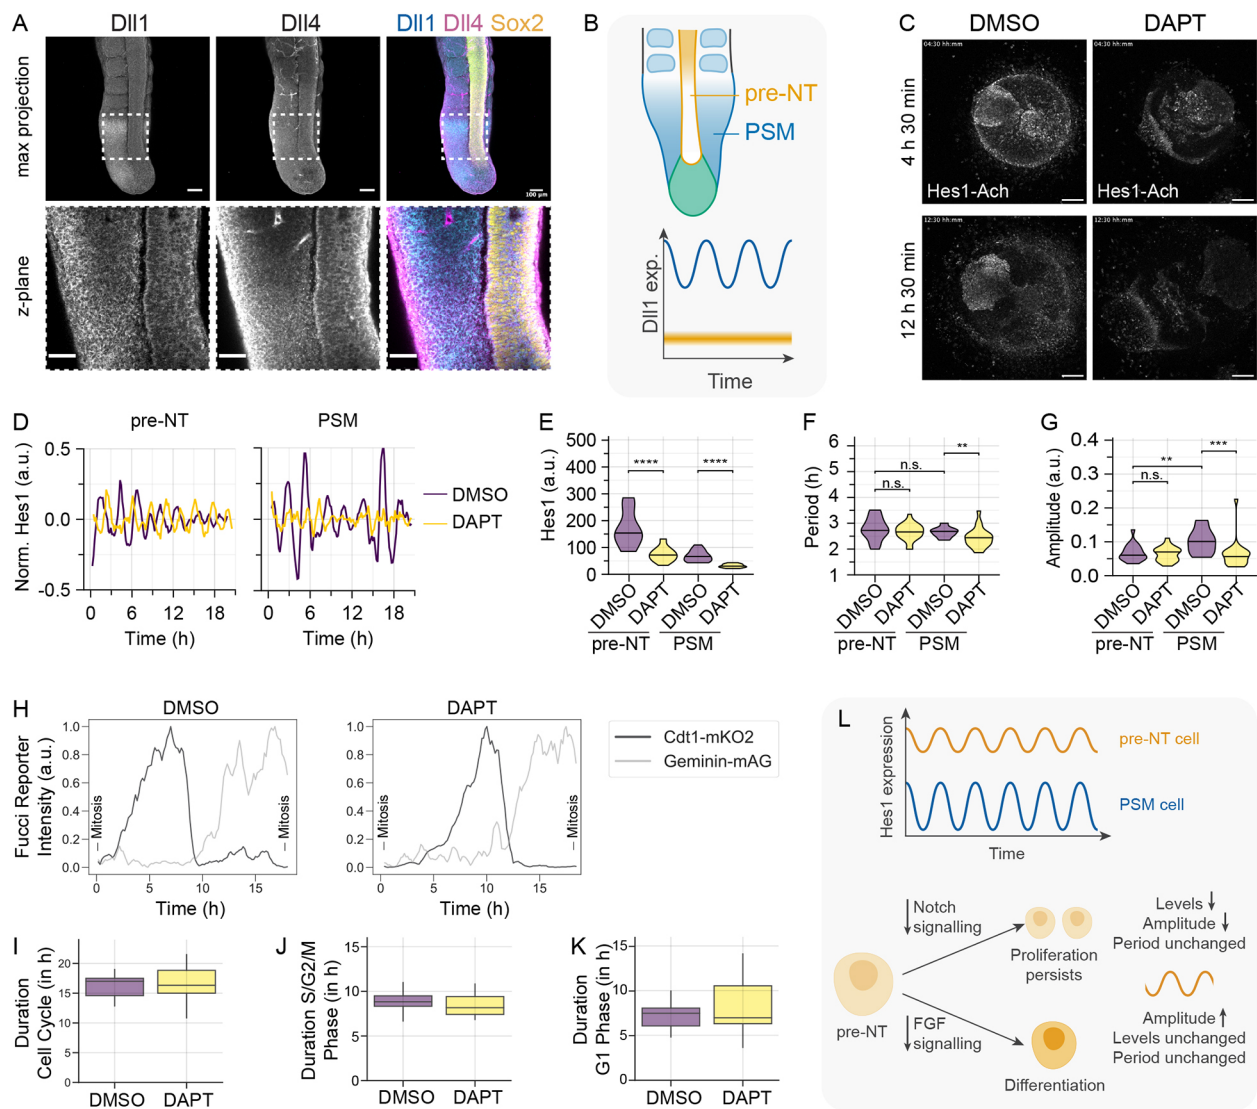 A
Dll1
Dll4
Dll1 Dll4 Sox2
max projection
100 µm
z-plane
B
pre-NT
PSM
Dll1 exp.
Time
C
DMSO
DAPT
4 h 30 min
04:30 hh:mm
04:30 hh:mm
Hes1-Ach
Hes1-Ach
12 h 30 min
12:30 hh:mm
12:30 hh:mm
D
pre-NT
PSM
Norm. Hes1 (a.u.)
0.5
0.0
-0.5
0 6 12 18
0 6 12 18
Time (h)
Time (h)
DMSO
DAPT
E
Hes1 (a.u.)
500
400
300
200
100
0
****
****
DMSO DAPT DMSO DAPT
pre-NT PSM
F
Period (h)
6
5
4
3
2
1
**
n.s.
n.s.
DMSO DAPT DMSO DAPT
pre-NT PSM
G
Amplitude (a.u.)
0.4
0.3
0.2
0.1
0.0
***
**
n.s.
DMSO DAPT DMSO DAPT
pre-NT PSM
H
DMSO
Fucci Reporter
Intensity (a.u.)
1.0
0.8
0.6
0.4
0.2
0.0
Mitosis
Mitosis
0 5 10 15
Time (h)
DAPT
1.0
0.8
0.6
0.4
0.2
0.0
Mitosis
Mitosis
0 5 10 15
Time (h)
Cdt1-mKO2
Geminin-mAG
I
Duration
Cell Cycle (in h)
20
15
10
5
0
DMSO DAPT
J
Duration S/G2/M
Phase (in h)
15
10
5
0
DMSO DAPT
K
Duration
G1 Phase (in h)
15
10
5
0
DMSO DAPT
L
Hes1 expression
pre-NT cell
PSM cell
Time
Notch
signalling
Proliferation
persists
Levels
Amplitude
Period unchanged
pre-NT
FGF
signalling
Differentiation
Amplitude
Levels unchanged
Period unchanged